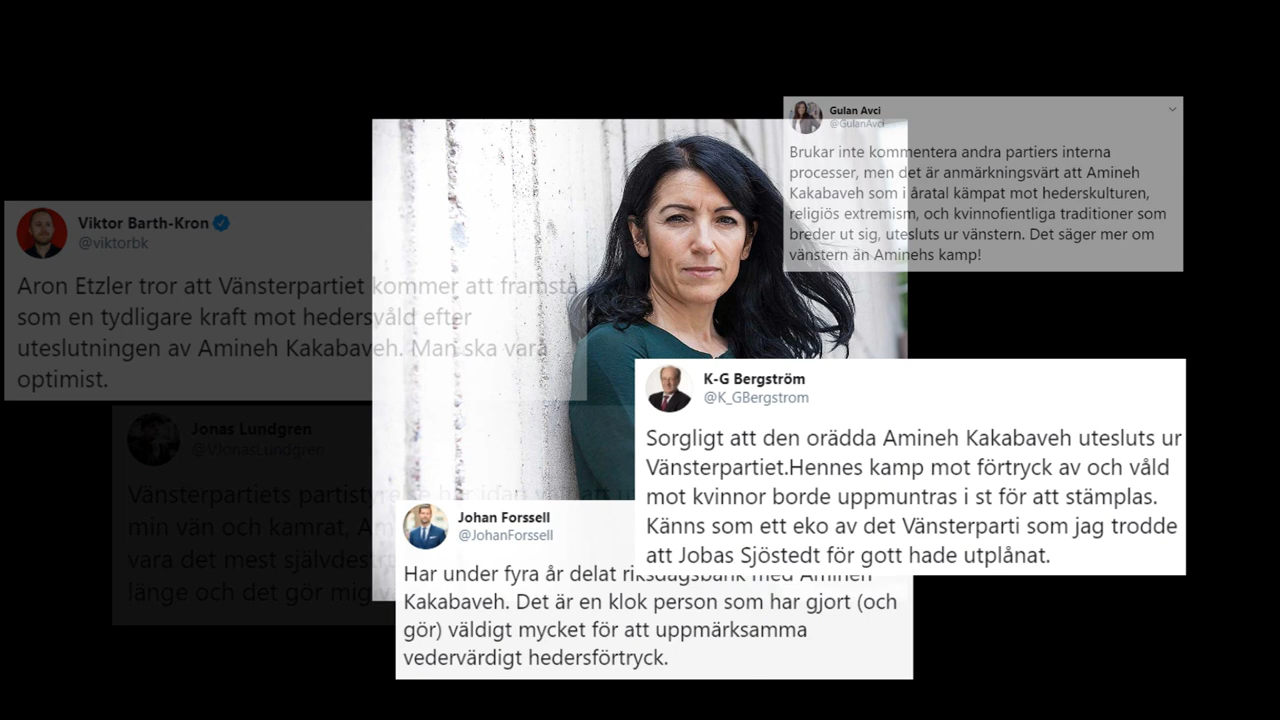 Gulan Avci
@GulanAvci
Brukar inte kommentera andra partiers interna
processer, men det är anmärkningsvärt att Amineh
Kakabaveh som i åratal kämpat mot hederskulturen,
religiös extremism, och kvinnofientliga traditioner som
breder ut sig, utesluts ur vänstern. Det säger mer om
vänstern än Aminehs kamp!
Viktor Barth-Kron
@viktorbk
Aron Etzler tror att Vänsterpartiet kommer att framstå
som en tydligare kraft mot hedersvåld efter
uteslutningen av Amineh Kakabaveh. Man ska vara
optimist.
K-G Bergström
@K_GBergstrom
Sorgligt att den orädda Amineh Kakabaveh utesluts ur
Vänsterpartiet.Hennes kamp mot förtryck av och våld
mot kvinnor borde uppmuntras i st för att stämplas.
Känns som ett eko av det Vänsterparti som jag trodde
att Jobas Sjöstedt för gott hade utplånat.
Jonas Lundgren
@VJonasLundgren
Vänsterpartiets partistyrelse har idag valt att u
min vän och kamrat, Am
vara det mest självdest
länge och det gör mig
Johan Forssell
@JohanForssell
Har under fyra år delat riksdagsbänk med Amineh
Kakabaveh. Det är en klok person som har gjort (och
gör) väldigt mycket för att uppmärksamma
vedervärdigt hedersförtryck.